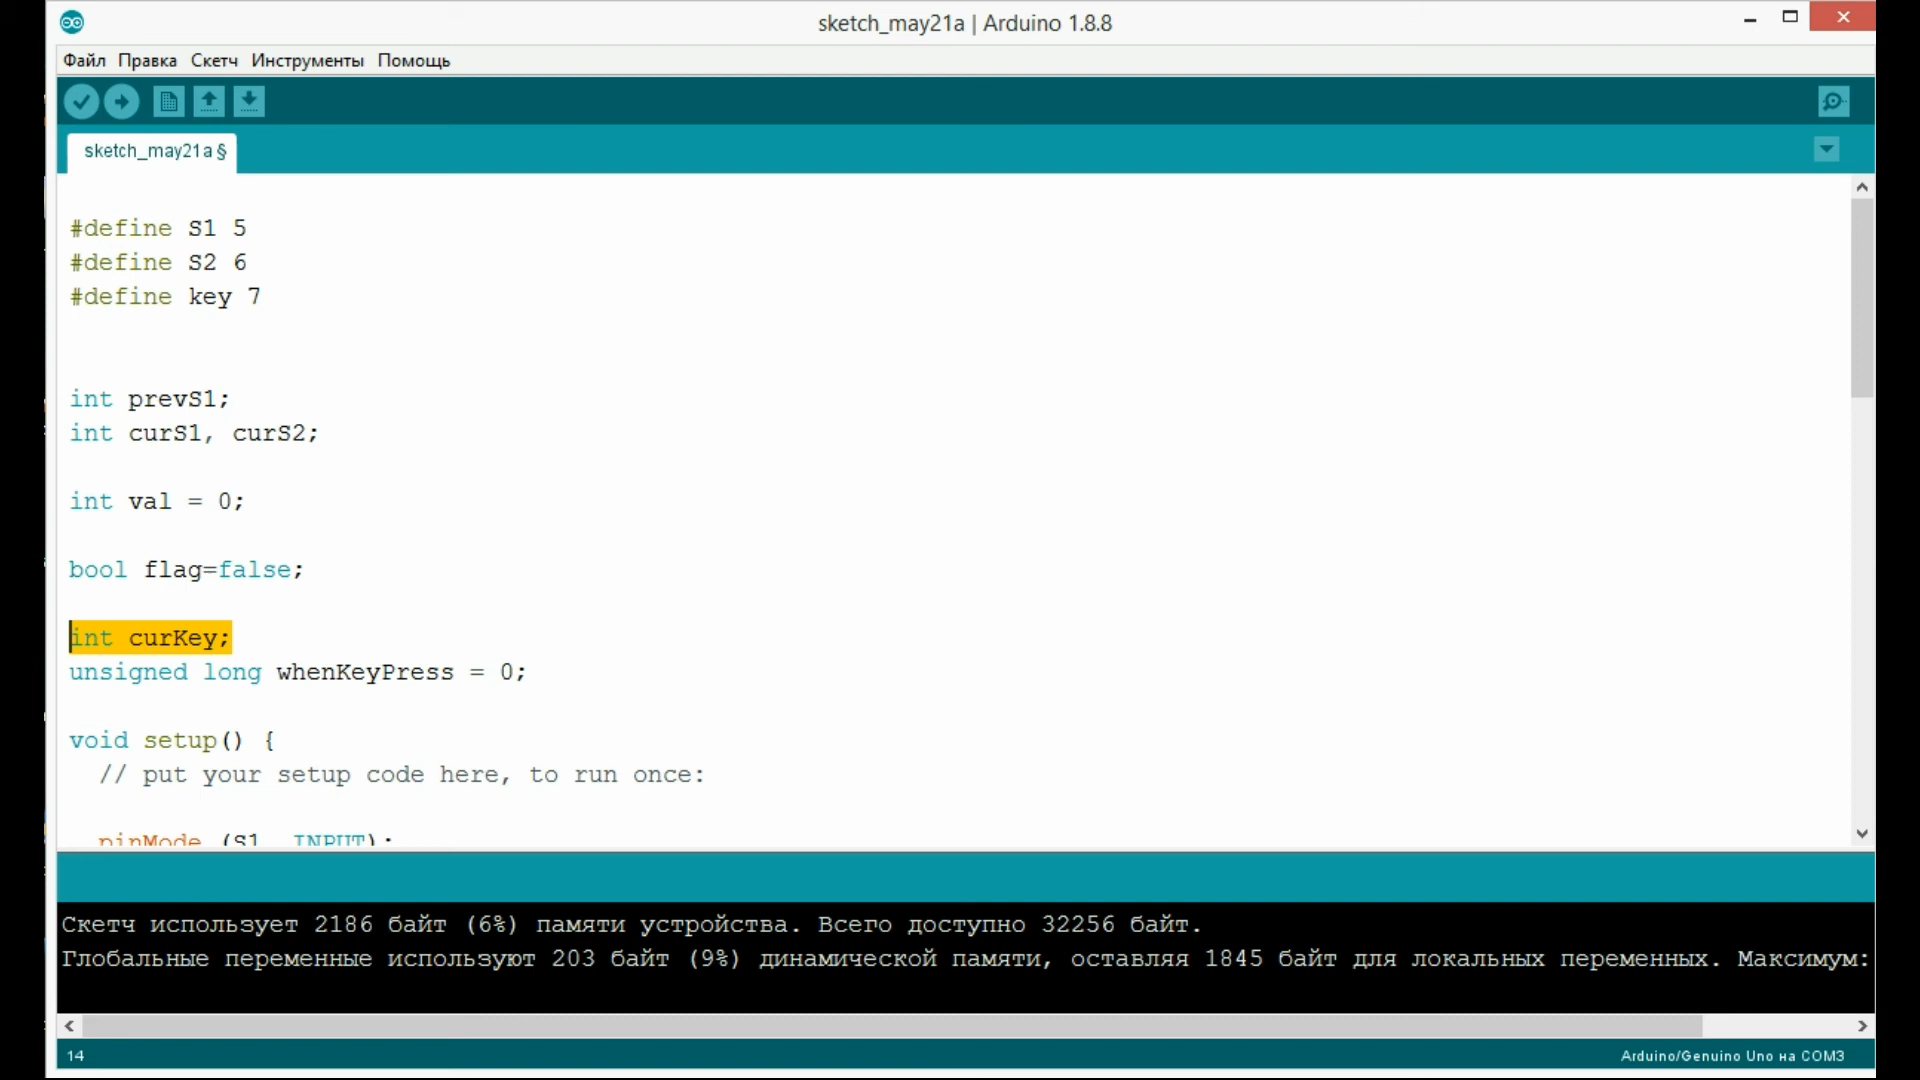 sketch_may21a | Arduino 1.8.8
Файл Правка Скетч Инструменты Помощь
sketch_may21a §
#define S1 5
#define S2 6
#define key 7
int prevS1;
int curS1, curS2;
int val = 0;
bool flag=false;
int curKey;
unsigned long whenKeyPress = 0;
void setup() {
// put your setup code here, to run once:
pinMode (S1, INPUT);
Скетч использует 2186 байт (6%) памяти устройства. Всего доступно 32256 байт.
Глобальные переменные используют 203 байт (9%) динамической памяти, оставляя 1845 байт для локальных переменных. Максимум:
14
Arduino/Genuino Uno на COM3